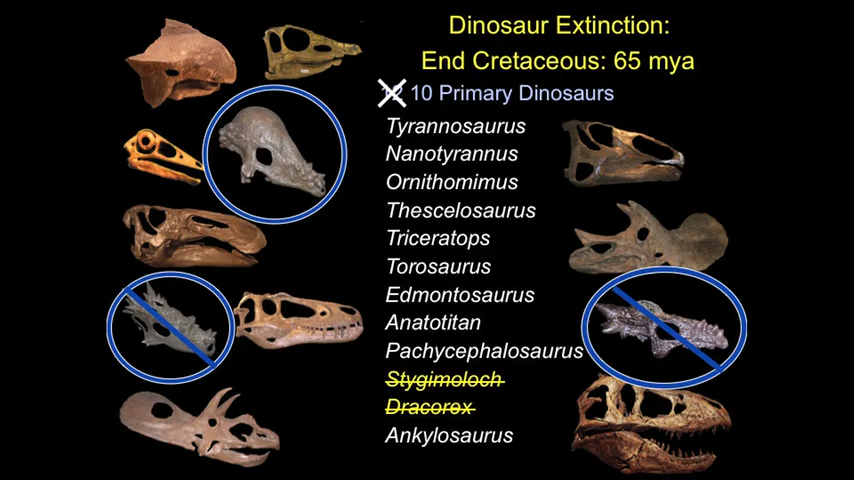 Dinosaur Extinction:
End Cretaceous: 65 mya
12 10 Primary Dinosaurs
Tyrannosaurus
Nanotyrannus
Ornithomimus
Thescelosaurus
Triceratops
Torosaurus
Edmontosaurus
Anatotitan
Pachycephalosaurus
Stygimoloch
Dracorex
Ankylosaurus